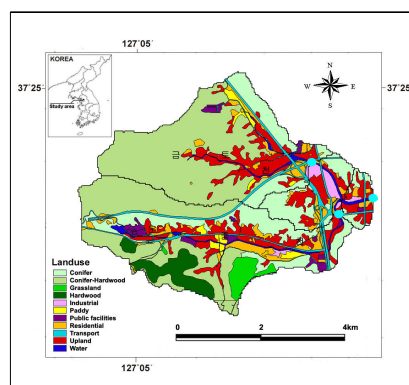 127°05'
KOREA
Study area
37°25'
37°25'
N
W E
S
Landuse
Conifer
Conifer-Hardwood
Grassland
Hardwood
Industrial
Paddy
Public facilities
Residential
Transport
Upland
Water
0 2 4km
127°05'